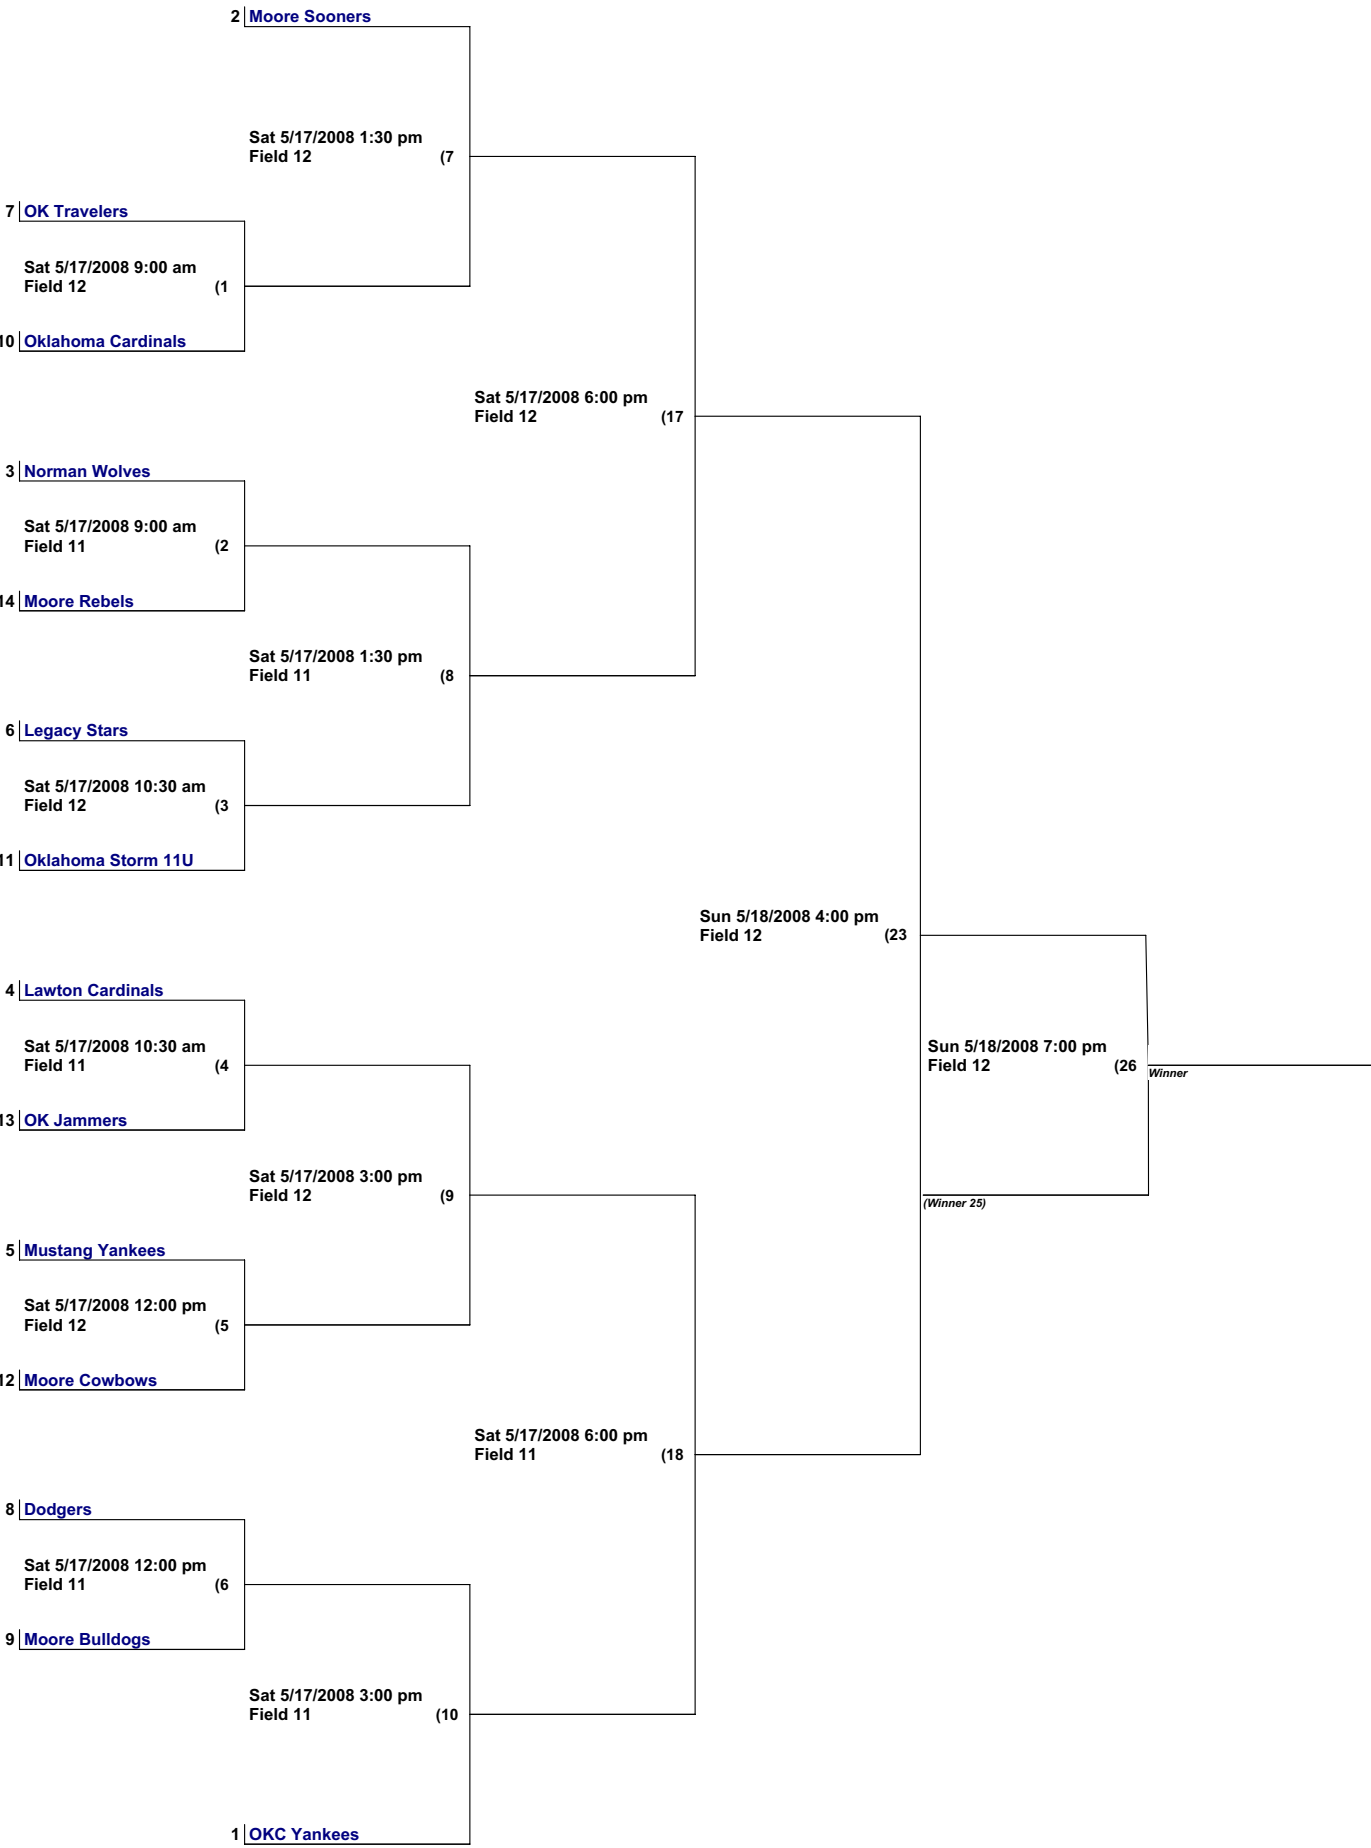 2 Moore Sooners
Sat 5/17/2008 1:30 pm
Field 12 (7
7 OK Travelers
Sat 5/17/2008 9:00 am
Field 12 (1
10 Oklahoma Cardinals
Sat 5/17/2008 6:00 pm
Field 12 (17
3 Norman Wolves
Sat 5/17/2008 9:00 am
Field 11 (2
14 Moore Rebels
Sat 5/17/2008 1:30 pm
Field 11 (8
6 Legacy Stars
Sat 5/17/2008 10:30 am
Field 12 (3
11 Oklahoma Storm 11U
Sun 5/18/2008 4:00 pm
Field 12 (23
4 Lawton Cardinals
Sat 5/17/2008 10:30 am
Field 11 (4
Sun 5/18/2008 7:00 pm
Field 12 (26
Winner
13 OK Jammers
Sat 5/17/2008 3:00 pm
Field 12 (9
(Winner 25)
5 Mustang Yankees
Sat 5/17/2008 12:00 pm
Field 12 (5
12 Moore Cowbows
Sat 5/17/2008 6:00 pm
Field 11 (18
8 Dodgers
Sat 5/17/2008 12:00 pm
Field 11 (6
9 Moore Bulldogs
Sat 5/17/2008 3:00 pm
Field 11 (10
1 OKC Yankees